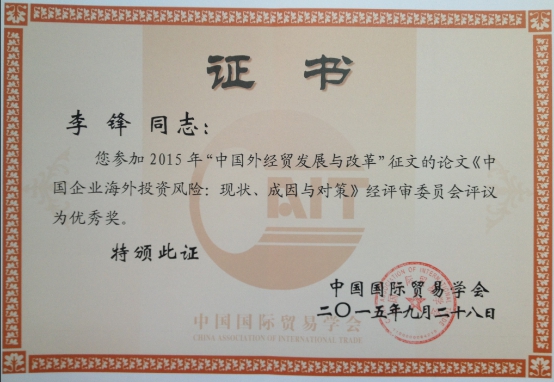 证书
李锋 同志：
您参加2015年“中国外经贸发展与改革”征文的论文《中
国企业海外投资风险：现状、成因与对策》经评审委员会评议
为优秀奖。
特颁此证
CAIT
中国国际贸易学会
二〇一五年九月二十八日
中国国际贸易学会
CHINA ASSOCIATION OF INTERNATIONAL TRADE